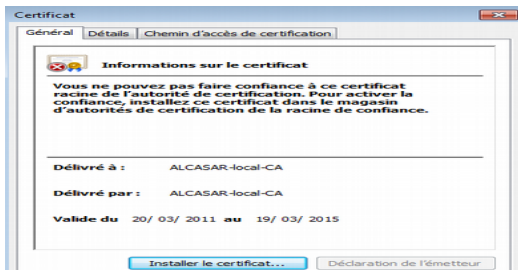 Certificat
Général Détails Chemin d'accès de certification
Informations sur le certificat
Vous ne pouvez pas faire confiance à ce certificat
racine de l'autorité de certification. Pour activer la
confiance, installez ce certificat dans le magasin
d'autorités de certification de la racine de confiance.
Délivré à : ALCASAR-local-CA
Délivré par : ALCASAR-local-CA
Valide du 20/ 03/ 2011 au 19/ 03/ 2015
Installer le certificat... Déclaration de l'émetteur